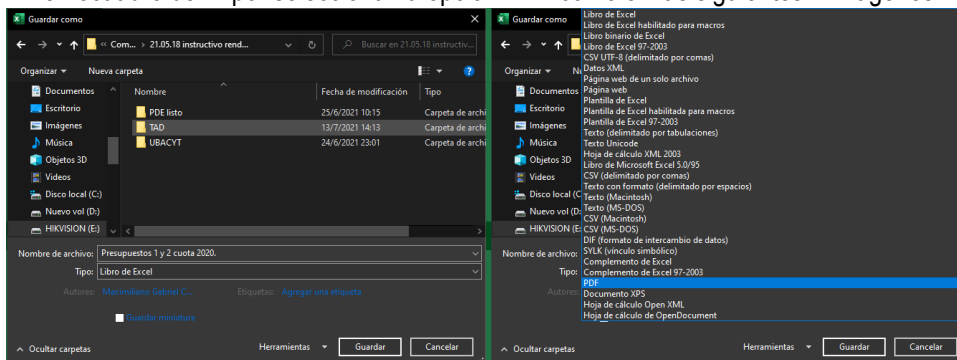 Guardar como
Com... > 21.05.18 instructivo rend...
Buscar en 21.05.18 instructiv...
Organizar
Nueva carpeta
Documentos
Escritorio
Imágenes
Música
Objetos 3D
Videos
Disco local (C:)
Nuevo vol (D:)
HIKVISION (E:)
Nombre
Fecha de modificación
Tipo
PDE listo
25/6/2021 10:15
Carpeta de archi
TAD
13/7/2021 14:13
Carpeta de archi
UBACYT
24/6/2021 23:01
Carpeta de archi
Nombre de archivo: Presupuestos 1 y 2 cuota 2020.
Tipo: Libro de Excel
Autores: Maximiliano Gabriel C...
Etiquetas: Agregar una etiqueta
Guardar miniatura
Ocultar carpetas
Herramientas
Guardar
Cancelar
Guardar como
Organizar
Documentos
Escritorio
Imágenes
Música
Objetos 3D
Videos
Disco local (C
Nuevo vol (D:
HIKVISION (E:
Nombre de archivo:
Tipo:
Autores:
Libro de Excel
Libro de Excel habilitado para macros
Libro binario de Excel
Libro de Excel 97-2003
CSV UTF-8 (delimitado por comas)
Datos XML
Página web de un solo archivo
Página web
Plantilla de Excel
Plantilla de Excel habilitada para macros
Plantilla de Excel 97-2003
Texto (delimitado por tabulaciones)
Texto Unicode
Hoja de cálculo XML 2003
Libro de Microsoft Excel 5.0/95
CSV (delimitado por comas)
Texto con formato (delimitado por espacios)
Texto (Macintosh)
Texto (MS-DOS)
CSV (Macintosh)
CSV (MS-DOS)
DIF (formato de intercambio de datos)
SYLK (vínculo simbólico)
Complemento de Excel
Complemento de Excel 97-2003
PDF
Documento XPS
Hoja de cálculo Open XML
Hoja de cálculo de OpenDocument
Ocultar carpetas
Herramientas
Guardar
Cancelar